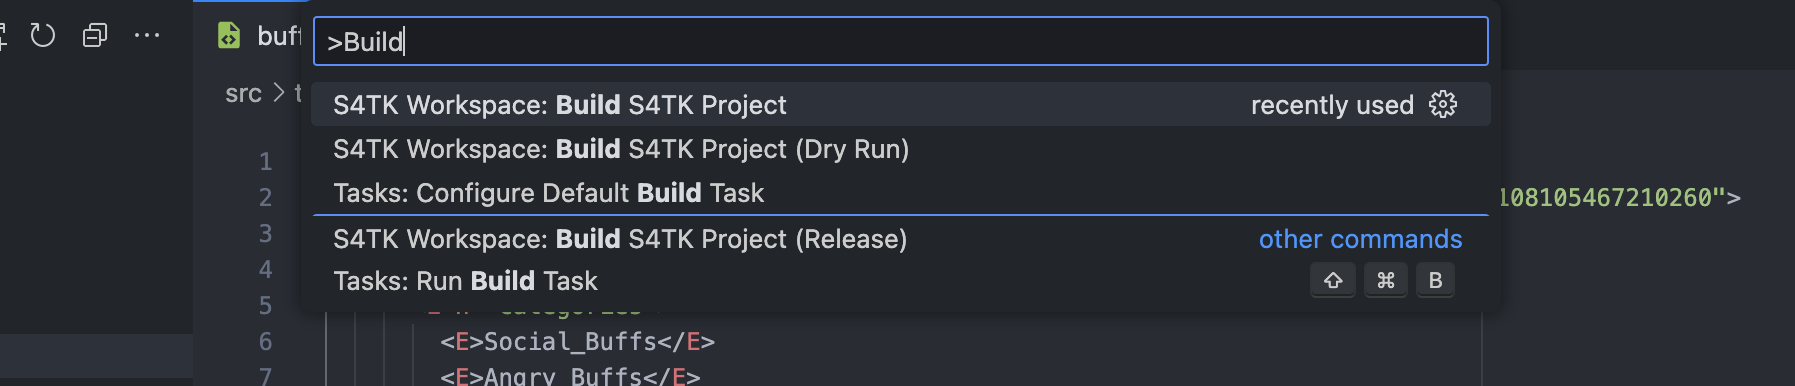 buff
>Build
src > t
S4TK Workspace: Build S4TK Project recently used
S4TK Workspace: Build S4TK Project (Dry Run)
Tasks: Configure Default Build Task
S4TK Workspace: Build S4TK Project (Release) other commands
Tasks: Run Build Task ⇧ ⌘ B
1
2 108105467210260">
3
4
5
6 <E>Social_Buffs</E>
7 <E>Angry_Buffs</E>